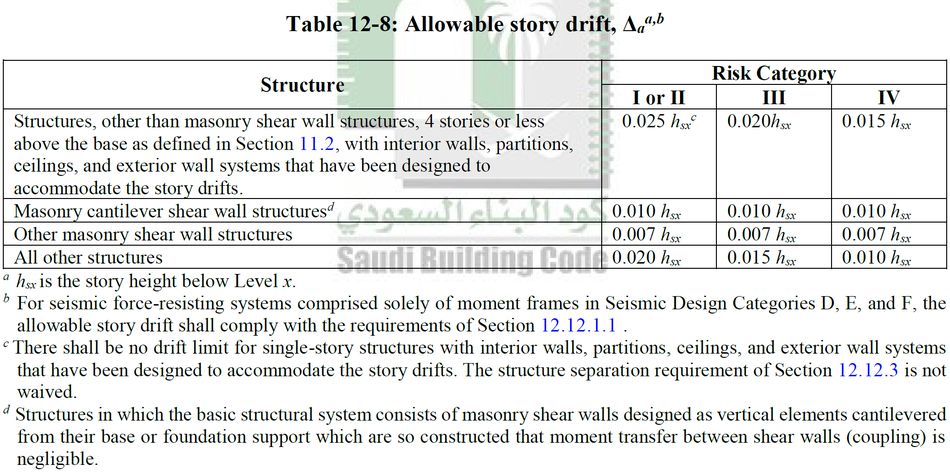 Table 12-8: Allowable story drift, Δₐᵃ,ᵇ
Structure
Risk Category
I or II III IV
Structures, other than masonry shear wall structures, 4 stories or less
above the base as defined in Section 11.2, with interior walls, partitions,
ceilings, and exterior wall systems that have been designed to
accommodate the story drifts.
0.025 hsxᶜ 0.020hsx 0.015 hsx
Masonry cantilever shear wall structuresᵈ 0.010 hsx 0.010 hsx 0.010 hsx
Other masonry shear wall structures 0.007 hsx 0.007 hsx 0.007 hsx
All other structures 0.020 hsx 0.015 hsx 0.010 hsx
كود البناء السعودي
Saudi Building Code
ᵃ hsx is the story height below Level x.
ᵇ For seismic force-resisting systems comprised solely of moment frames in Seismic Design Categories D, E, and F, the
allowable story drift shall comply with the requirements of Section 12.12.1.1 .
ᶜ There shall be no drift limit for single-story structures with interior walls, partitions, ceilings, and exterior wall systems
that have been designed to accommodate the story drifts. The structure separation requirement of Section 12.12.3 is not
waived.
ᵈ Structures in which the basic structural system consists of masonry shear walls designed as vertical elements cantilevered
from their base or foundation support which are so constructed that moment transfer between shear walls (coupling) is
negligible.